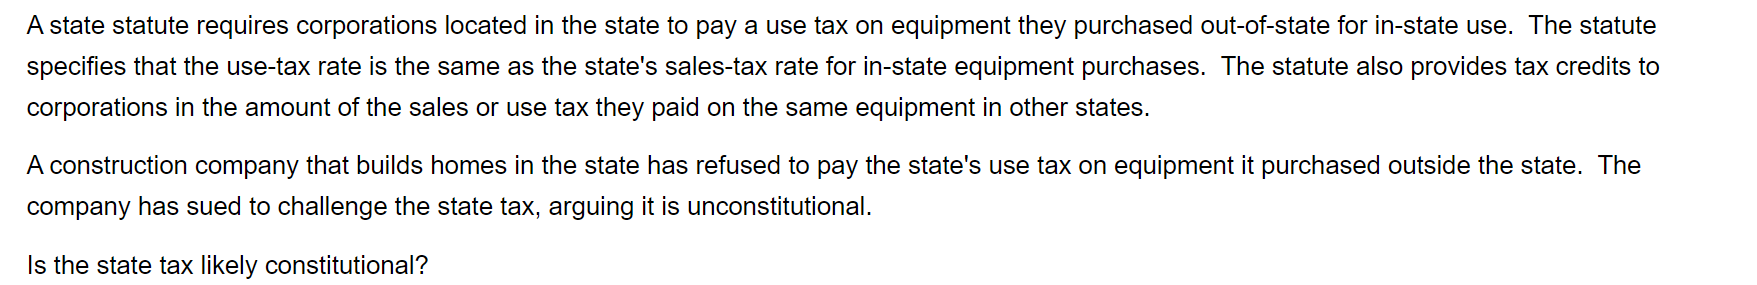 A state statute requires corporations located in the state to pay a use tax on equipment they purchased out-of-state for in-state use.  The statute
specifies that the use-tax rate is the same as the state's sales-tax rate for in-state equipment purchases.  The statute also provides tax credits to
corporations in the amount of the sales or use tax they paid on the same equipment in other states.
A construction company that builds homes in the state has refused to pay the state's use tax on equipment it purchased outside the state.  The
company has sued to challenge the state tax, arguing it is unconstitutional.
Is the state tax likely constitutional?